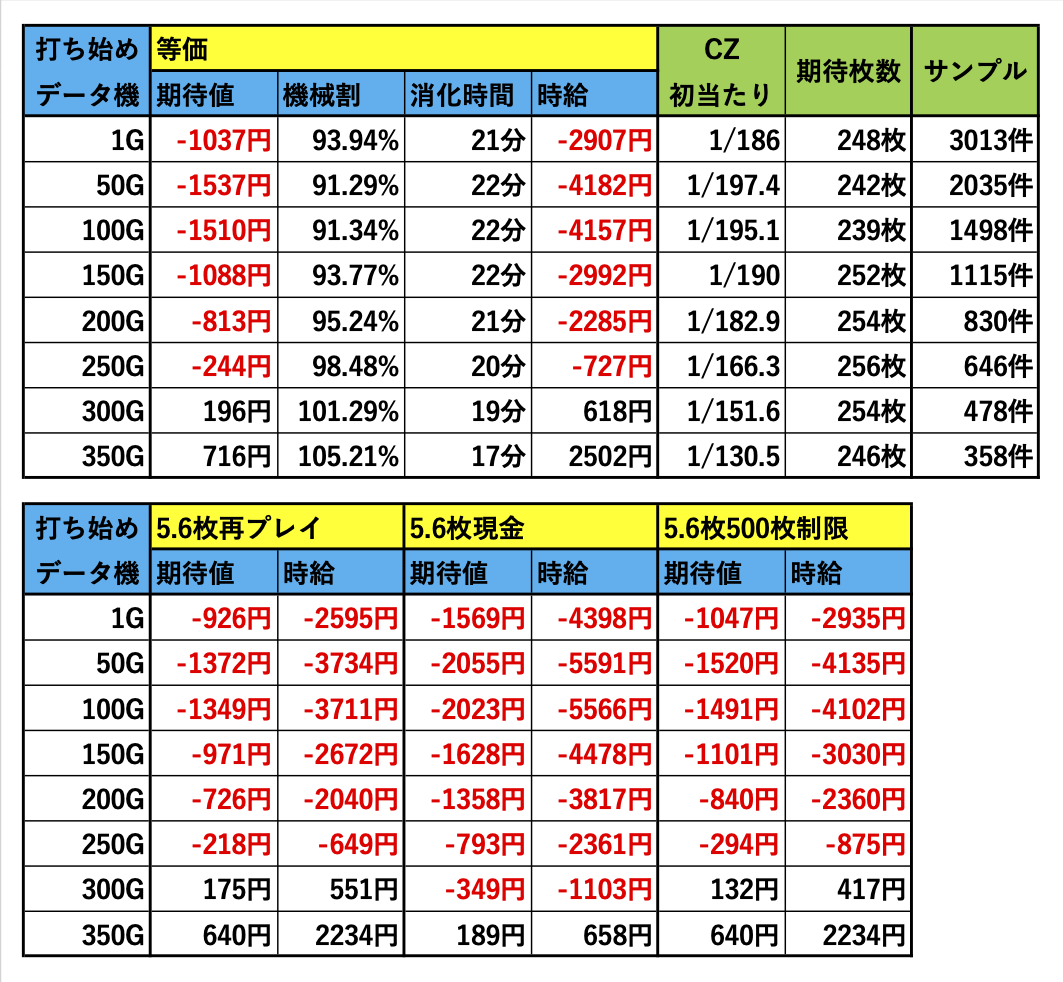 打ち始め 等価 CZ 期待枚数 サンプル
データ機 期待値 機械割 消化時間 時給 初当たり
1G -1037円 93.94% 21分 -2907円 1/186 248枚 3013件
50G -1537円 91.29% 22分 -4182円 1/197.4 242枚 2035件
100G -1510円 91.34% 22分 -4157円 1/195.1 239枚 1498件
150G -1088円 93.77% 22分 -2992円 1/190 252枚 1115件
200G -813円 95.24% 21分 -2285円 1/182.9 254枚 830件
250G -244円 98.48% 20分 -727円 1/166.3 256枚 646件
300G 196円 101.29% 19分 618円 1/151.6 254枚 478件
350G 716円 105.21% 17分 2502円 1/130.5 246枚 358件
打ち始め 5.6枚再プレイ 5.6枚現金 5.6枚500枚制限
データ機 期待値 時給 期待値 時給 期待値 時給
1G -926円 -2595円 -1569円 -4398円 -1047円 -2935円
50G -1372円 -3734円 -2055円 -5591円 -1520円 -4135円
100G -1349円 -3711円 -2023円 -5566円 -1491円 -4102円
150G -971円 -2672円 -1628円 -4478円 -1101円 -3030円
200G -726円 -2040円 -1358円 -3817円 -840円 -2360円
250G -218円 -649円 -793円 -2361円 -294円 -875円
300G 175円 551円 -349円 -1103円 132円 417円
350G 640円 2234円 189円 658円 640円 2234円